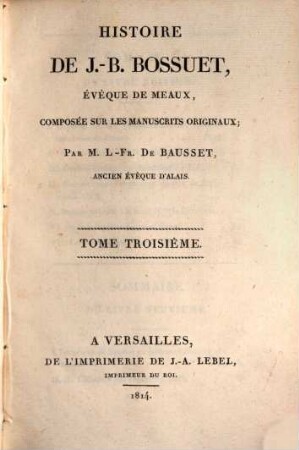 HISTOIRE
DE J.-B. BOSSUET,
ÉVÊQUE DE MEAUX,
COMPOSÉE SUR LES MANUSCRITS ORIGINAUX;
PAR M. L.-FR. DE BAUSSET,
ANCIEN ÉVÊQUE D'ALAIS.
TOME TROISIÈME.
A VERSAILLES,
DE L'IMPRIMERIE DE J.-A. LEBEL,
IMPRIMEUR DU ROI.
1814.